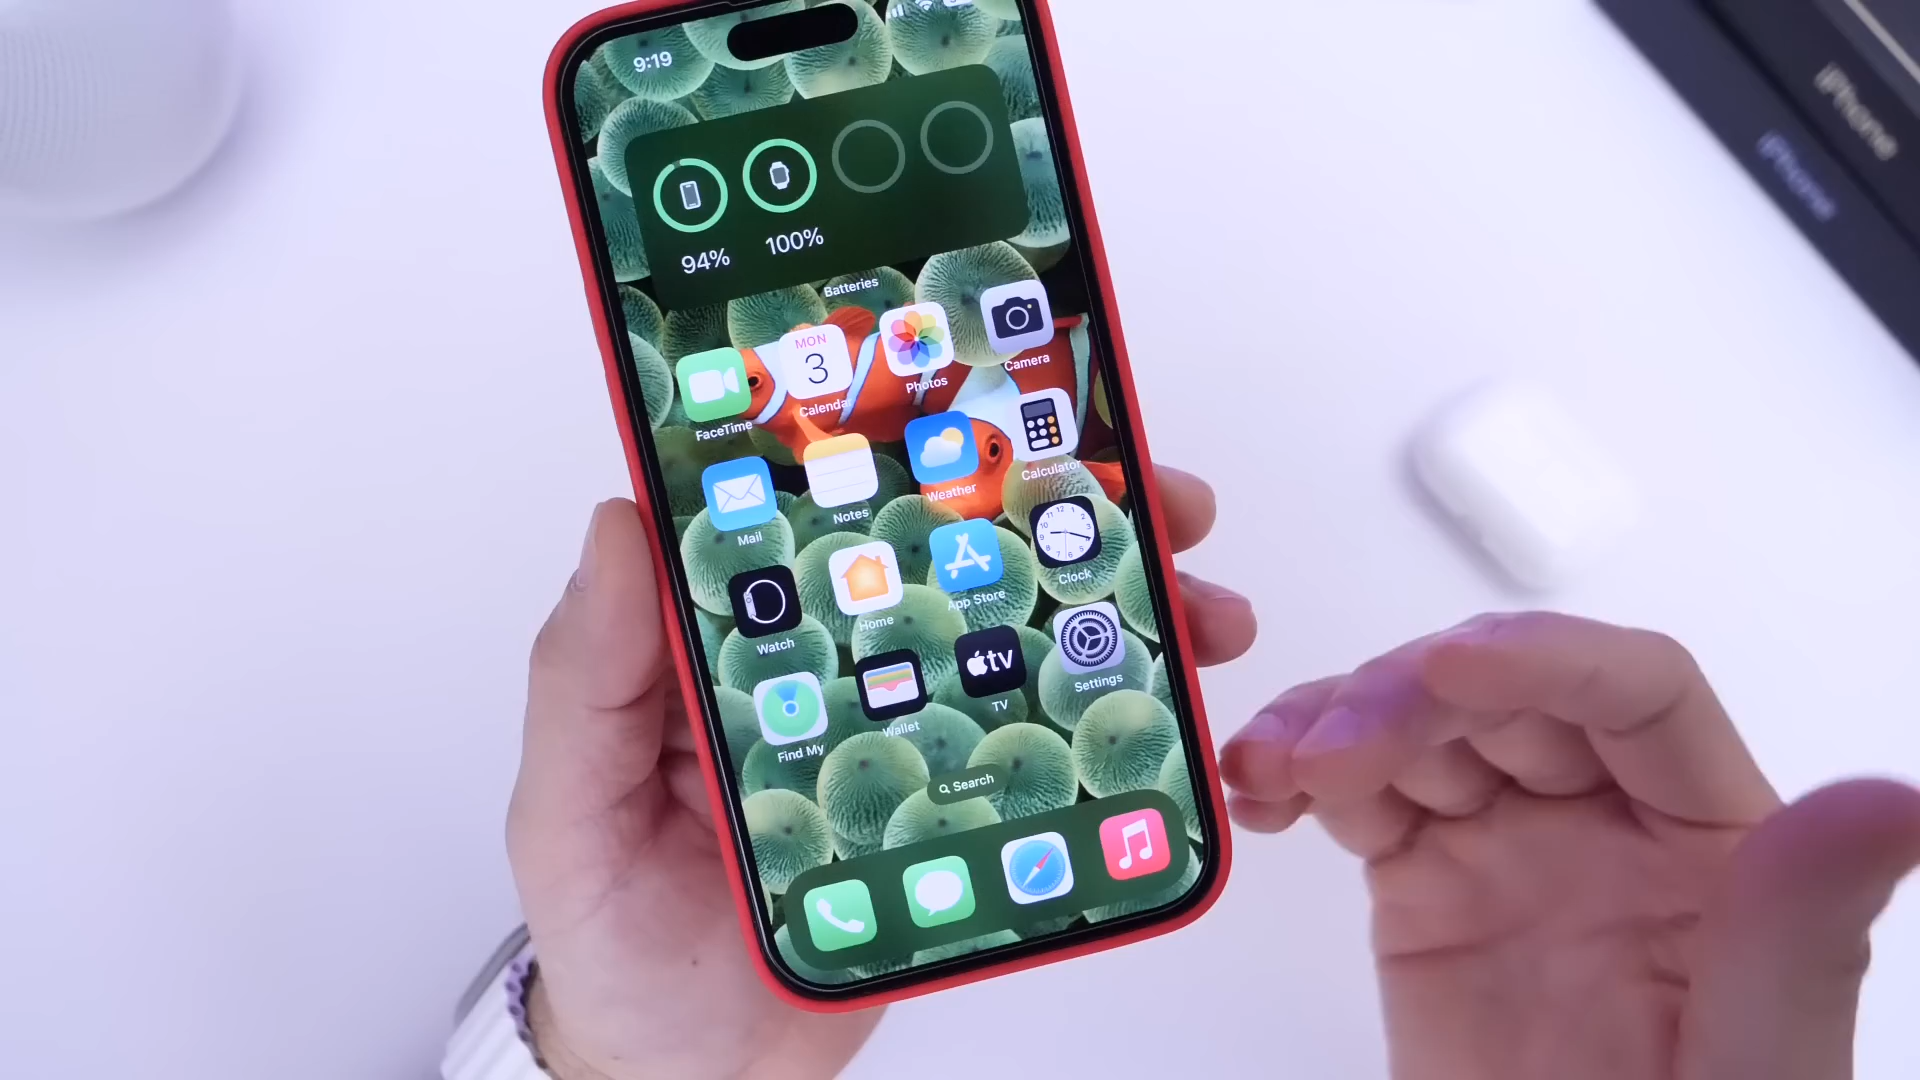 9:19
94%
100%
Batteries
FaceTime
MON
3
Calendar
Photos
Camera
Mail
Notes
Weather
Calculator
Watch
Home
App Store
Clock
Find My
Wallet
tv
TV
Settings
Search
iPhone
iPhone